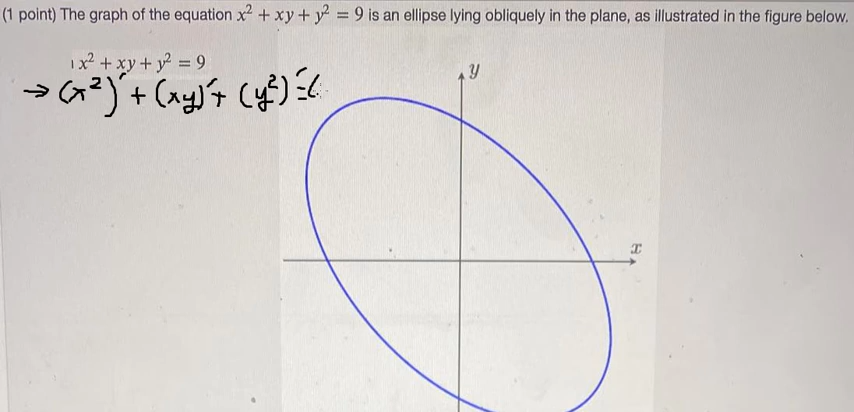 (1 point) The graph of the equation x² + xy + y² = 9 is an ellipse lying obliquely in the plane, as illustrated in the figure below.
x² + xy + y² = 9
→ (x²)′ + (xy)′ + (y²)′ =
y
x